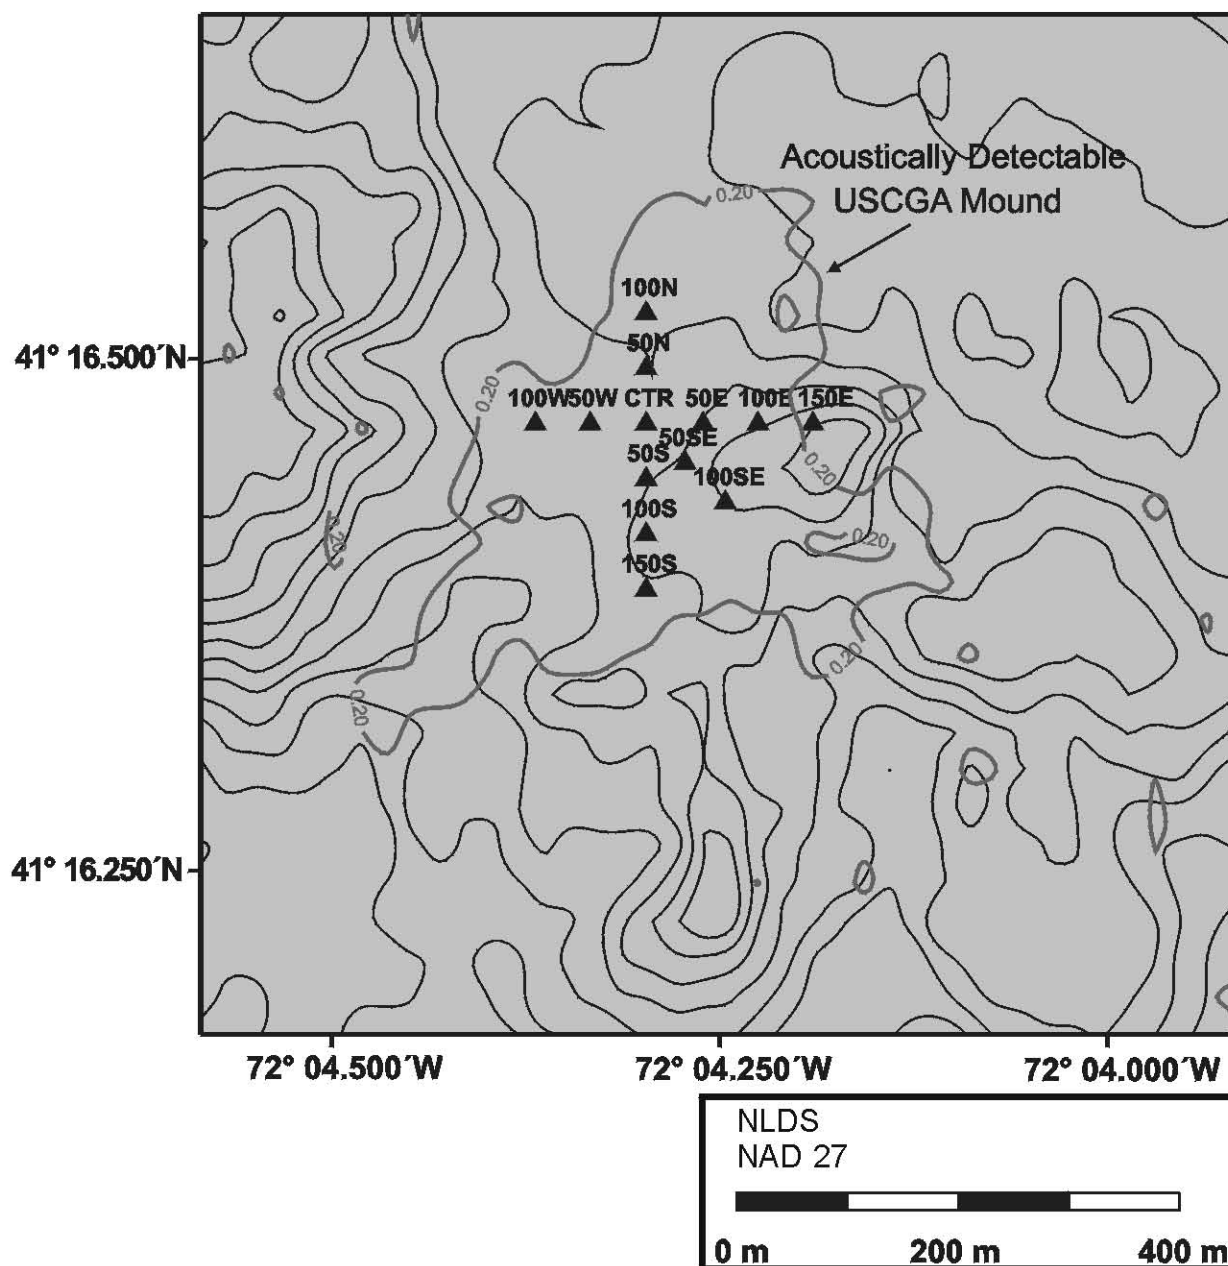 0.20
Acoustically Detectable
USCGA Mound
100N
41° 16.500´N
50N
0.20
100W 50W CTR 50E 100E 150E
50SE
50S
0.20
100SE
100S
0.20
0.20
150S
0.20
0.20
41° 16.250´N
72° 04.500´W
72° 04.250´W
72° 04.000´W
NLDS
NAD 27
0 m
200 m
400 m